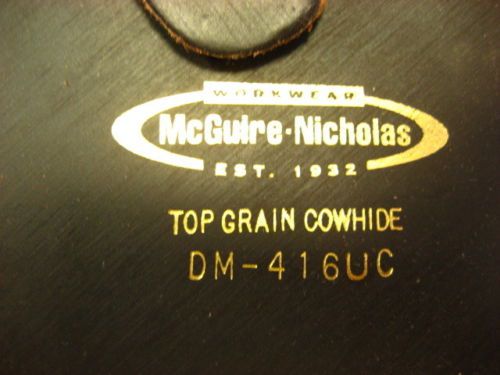 WORKWEAR
McGuire·Nicholas
EST. 1932
TOP GRAIN COWHIDE
DM-416UC